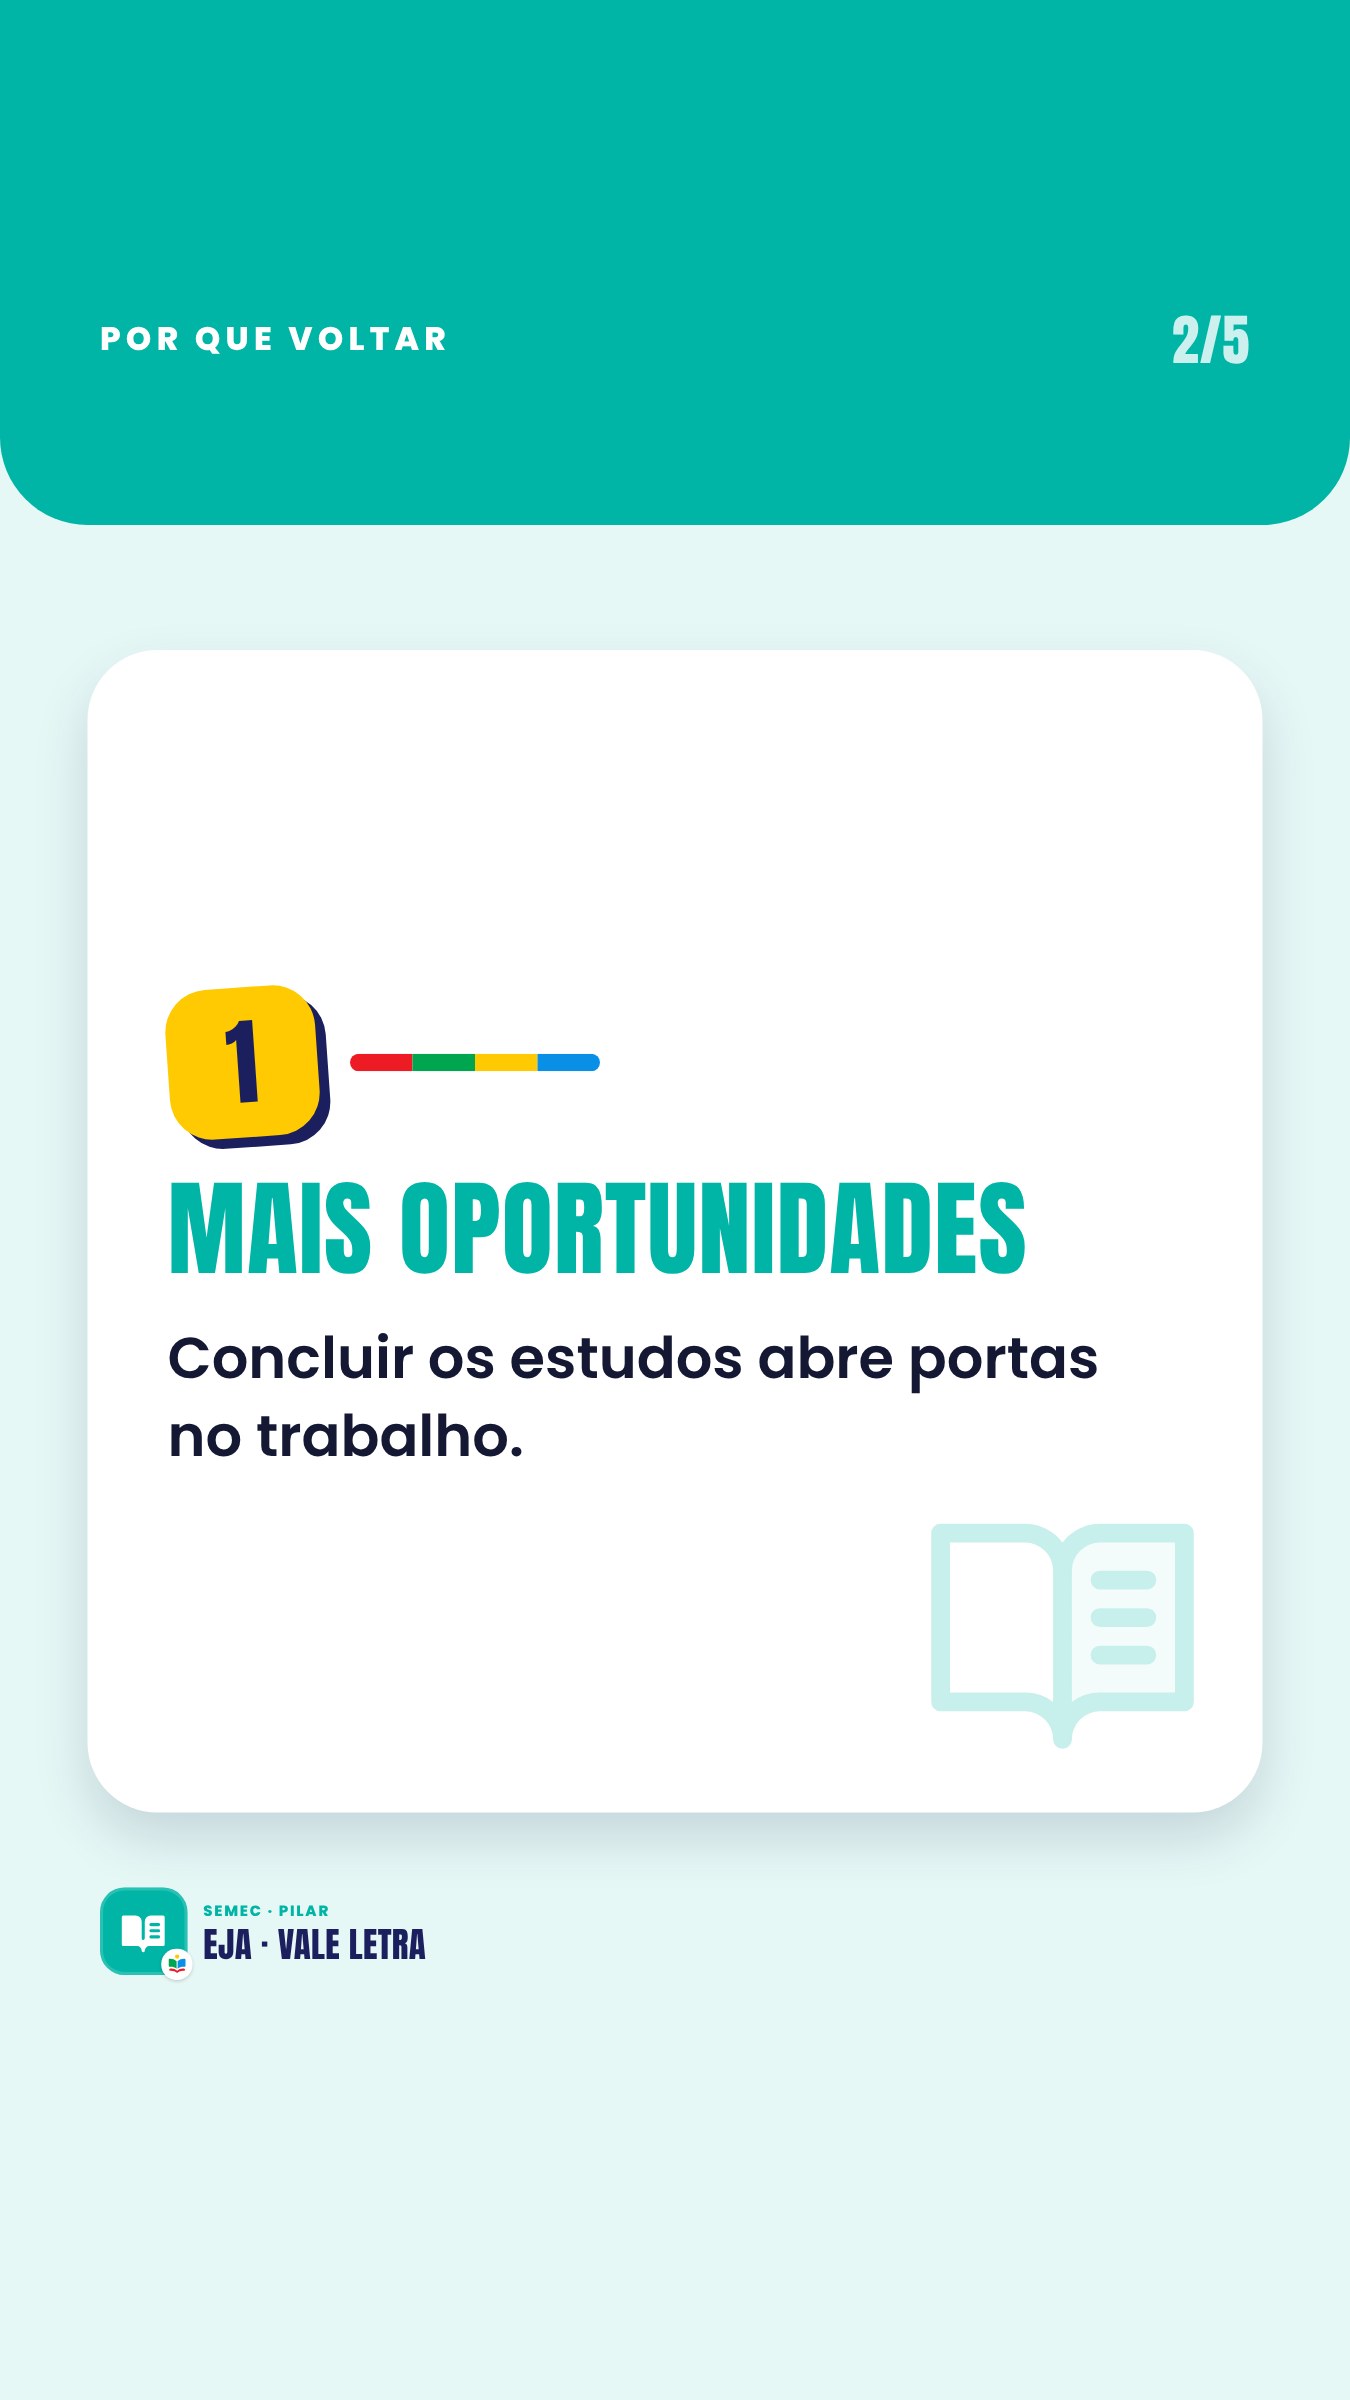 POR QUE VOLTAR
2/5
1
MAIS OPORTUNIDADES
Concluir os estudos abre portas
no trabalho.
SEMEC · PILAR
EJA · VALE LETRA